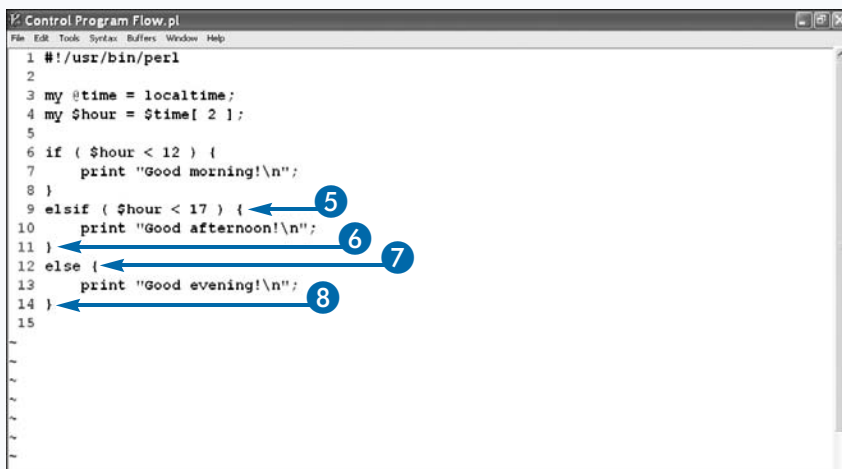 Control Program Flow.pl
File Edit Tools Syntax Buffers Window Help
1 #!/usr/bin/perl
2
3 my @time = localtime;
4 my $hour = $time[ 2 ];
5
6 if ( $hour < 12 ) {
7 print "Good morning!\n";
8 }
9 elsif ( $hour < 17 ) { 5
10 print "Good afternoon!\n";
11 } 6
12 else { 7
13 print "Good evening!\n";
14 } 8
15
~
~
~
~
~
~
~